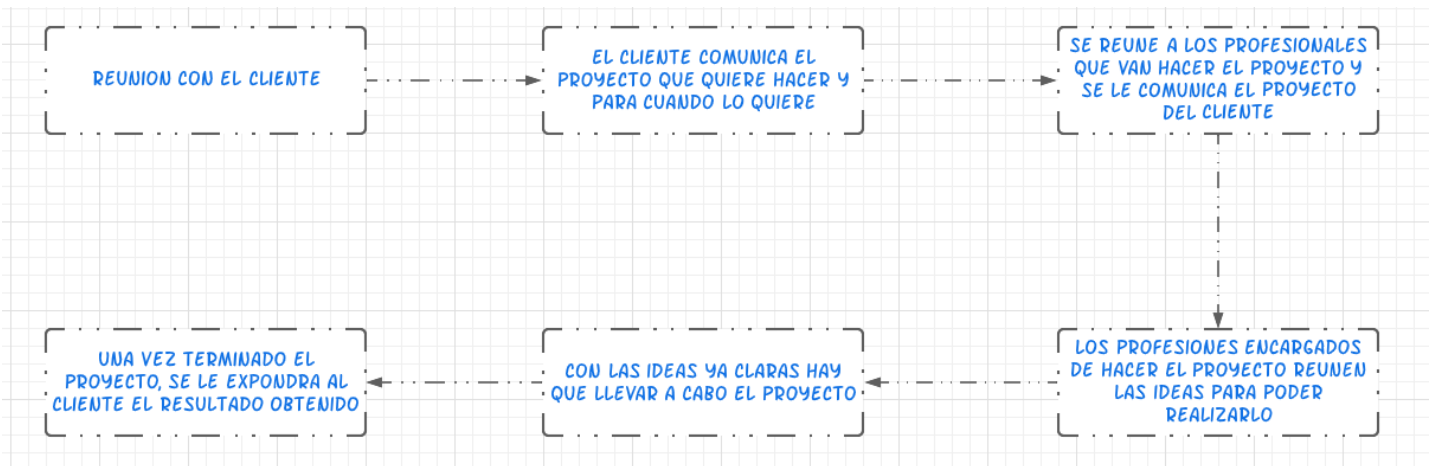 REUNION CON EL CLIENTE
EL CLIENTE COMUNICA EL
PROYECTO QUE QUIERE HACER Y
PARA CUANDO LO QUIERE
SE REUNE A LOS PROFESIONALES
QUE VAN HACER EL PROYECTO Y
SE LE COMUNICA EL PROYECTO
DEL CLIENTE
LOS PROFESIONES ENCARGADOS
DE HACER EL PROYECTO REUNEN
LAS IDEAS PARA PODER
REALIZARLO
CON LAS IDEAS YA CLARAS HAY
QUE LLEVAR A CABO EL PROYECTO
UNA VEZ TERMINADO EL
PROYECTO, SE LE EXPONDRA AL
CLIENTE EL RESULTADO OBTENIDO